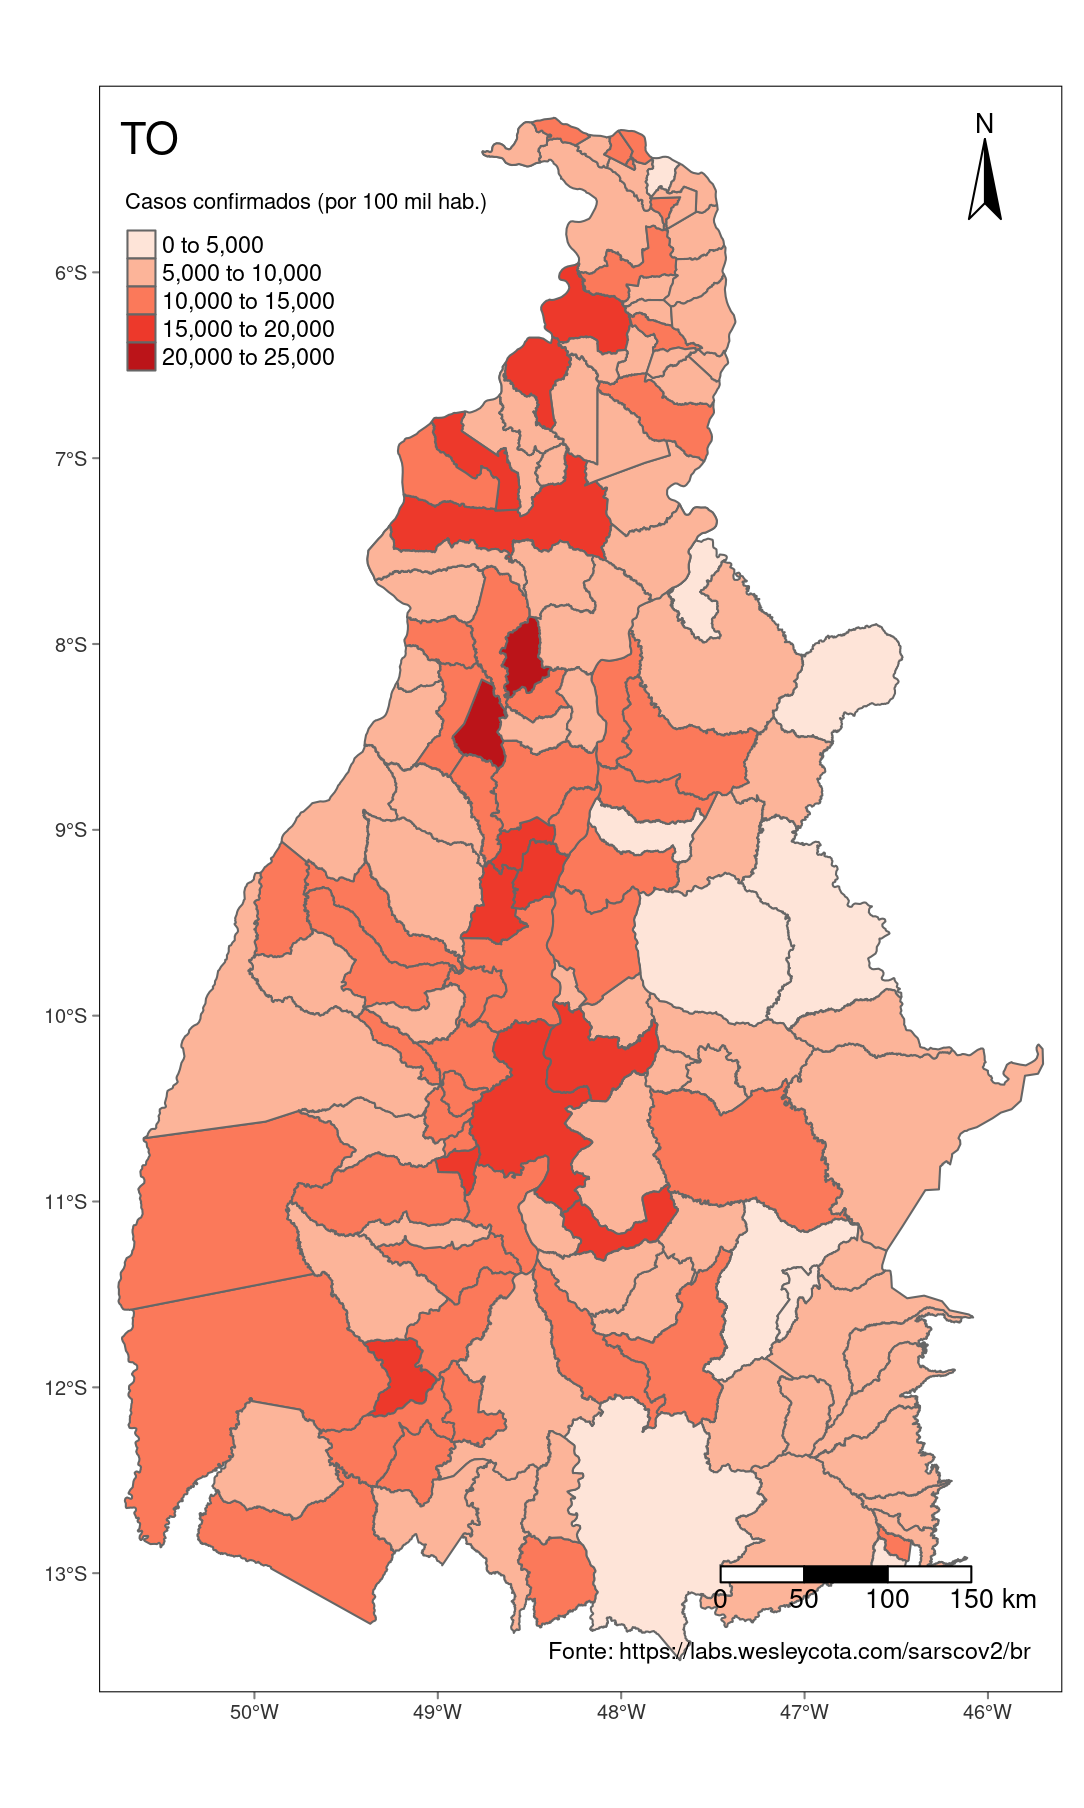 TO
N
Casos confirmados (por 100 mil hab.)
0 to 5,000
5,000 to 10,000
10,000 to 15,000
15,000 to 20,000
20,000 to 25,000
6°S
7°S
8°S
9°S
10°S
11°S
12°S
13°S
0 50 100 150 km
Fonte: https://labs.wesleycota.com/sarscov2/br
50°W 49°W 48°W 47°W 46°W